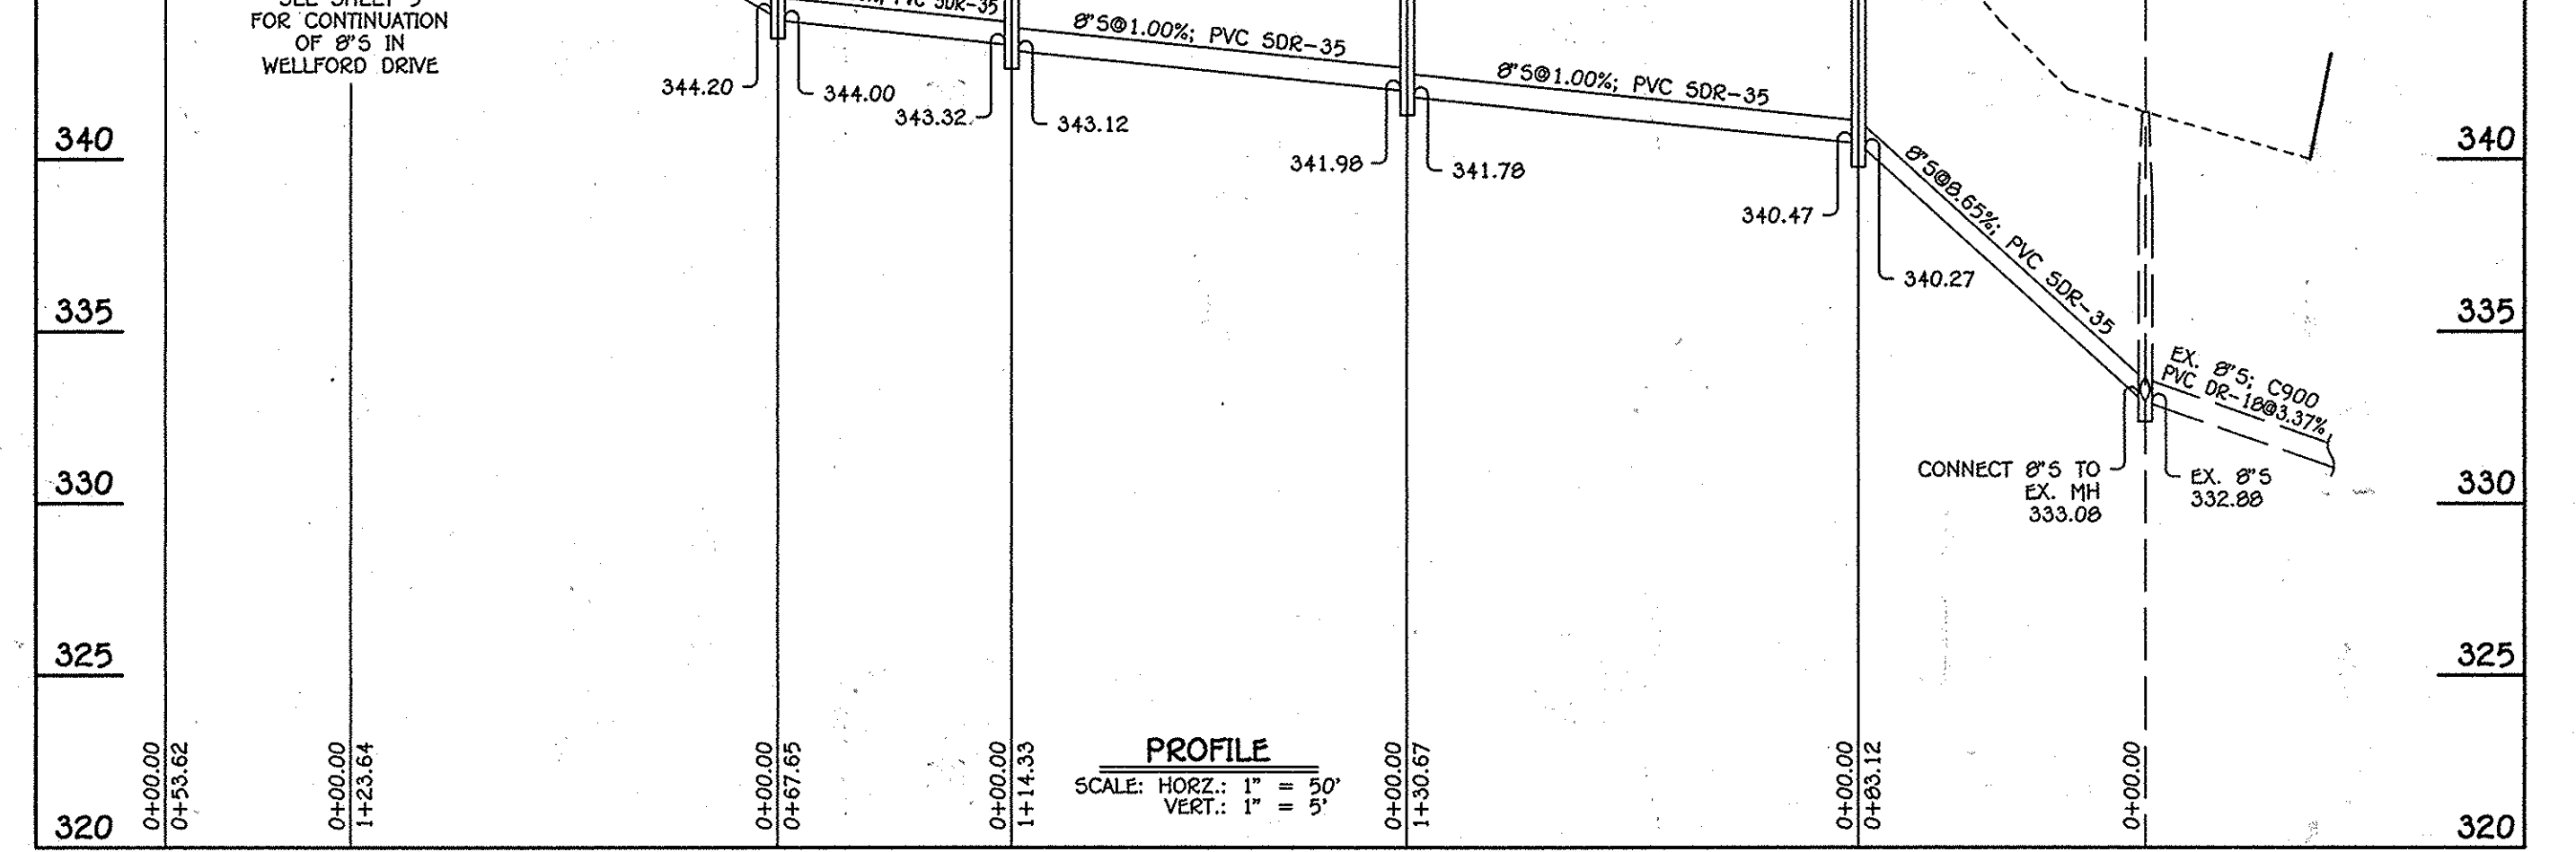 FOR CONTINUATION
OF 8"S IN
WELLFORD DRIVE
PVC SDR-35
8"S@1.00%; PVC SDR-35
8"S@1.00%; PVC SDR-35
8"S@8.65%; PVC SDR-35
344.20
344.00
343.32
343.12
341.98
341.78
340.47
340.27
EX. 8"S; C900
PVC DR-18@3.37%
CONNECT 8"S TO
EX. MH
333.08
EX. 8"S
332.88
340
335
330
325
320
340
335
330
325
320
0+00.00
0+53.62
0+00.00
1+23.64
0+00.00
0+67.65
0+00.00
1+14.33
0+00.00
1+30.67
0+00.00
0+83.12
0+00.00
PROFILE
SCALE: HORZ.: 1" = 50'
VERT.: 1" = 5'